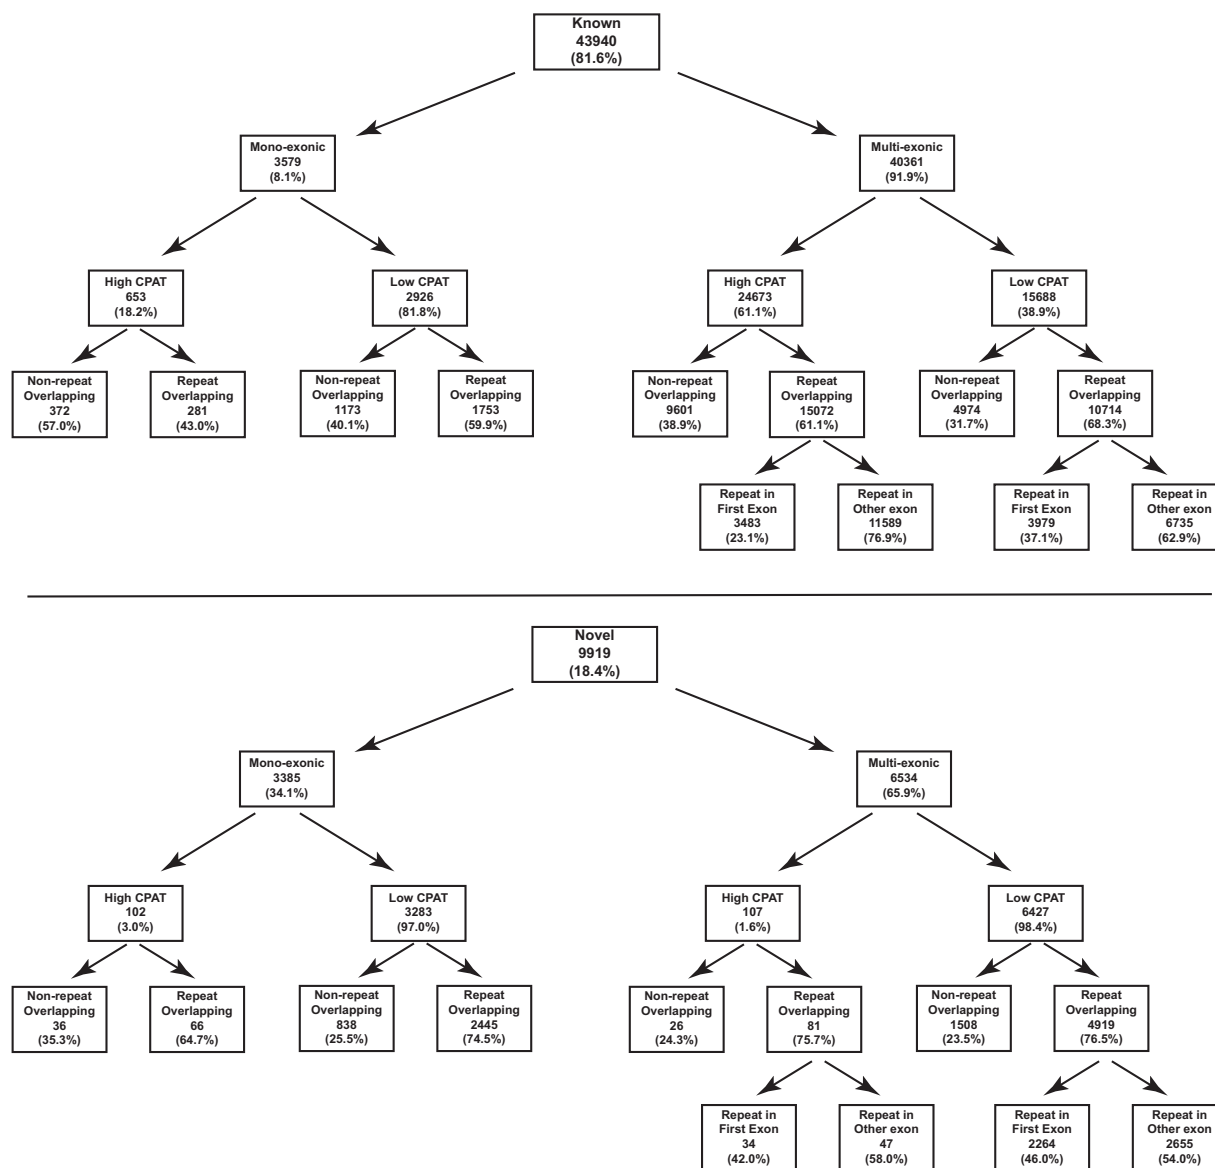 Known
43940
(81.6%)
Mono-exonic
3579
(8.1%)
Multi-exonic
40361
(91.9%)
High CPAT
653
(18.2%)
Low CPAT
2926
(81.8%)
High CPAT
24673
(61.1%)
Low CPAT
15688
(38.9%)
Non-repeat
Overlapping
372
(57.0%)
Repeat
Overlapping
281
(43.0%)
Non-repeat
Overlapping
1173
(40.1%)
Repeat
Overlapping
1753
(59.9%)
Non-repeat
Overlapping
9601
(38.9%)
Repeat
Overlapping
15072
(61.1%)
Non-repeat
Overlapping
4974
(31.7%)
Repeat
Overlapping
10714
(68.3%)
Repeat in
First Exon
3483
(23.1%)
Repeat in
Other exon
11589
(76.9%)
Repeat in
First Exon
3979
(37.1%)
Repeat in
Other exon
6735
(62.9%)
Novel
9919
(18.4%)
Mono-exonic
3385
(34.1%)
Multi-exonic
6534
(65.9%)
High CPAT
102
(3.0%)
Low CPAT
3283
(97.0%)
High CPAT
107
(1.6%)
Low CPAT
6427
(98.4%)
Non-repeat
Overlapping
36
(35.3%)
Repeat
Overlapping
66
(64.7%)
Non-repeat
Overlapping
838
(25.5%)
Repeat
Overlapping
2445
(74.5%)
Non-repeat
Overlapping
26
(24.3%)
Repeat
Overlapping
81
(75.7%)
Non-repeat
Overlapping
1508
(23.5%)
Repeat
Overlapping
4919
(76.5%)
Repeat in
First Exon
34
(42.0%)
Repeat in
Other exon
47
(58.0%)
Repeat in
First Exon
2264
(46.0%)
Repeat in
Other exon
2655
(54.0%)